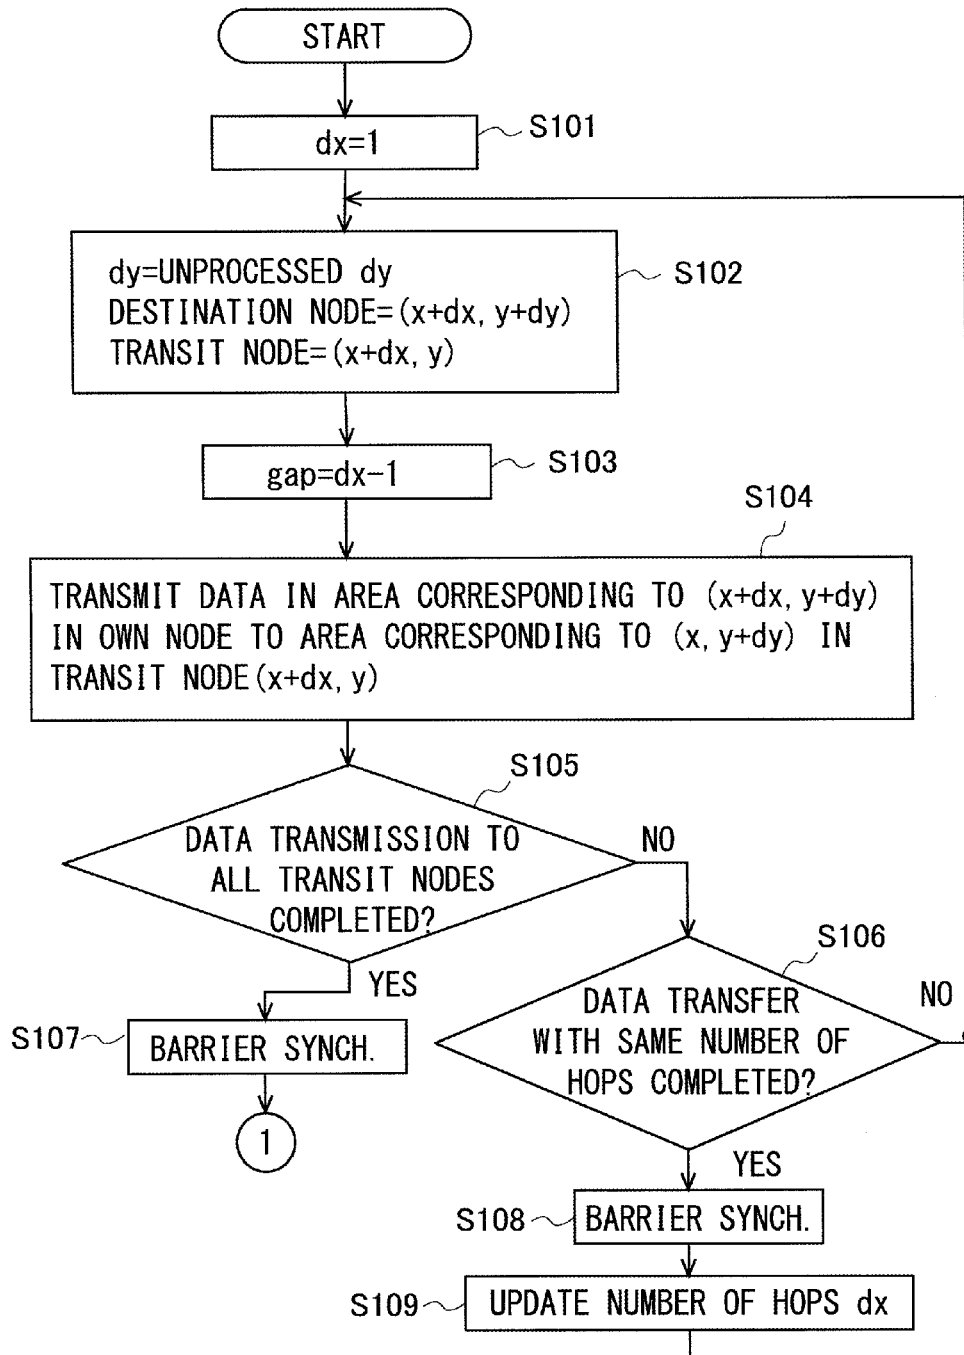 START
dx=1
S101
dy=UNPROCESSED dy
DESTINATION NODE=(x+dx, y+dy)
TRANSIT NODE=(x+dx, y)
S102
gap=dx-1
S103
S104
TRANSMIT DATA IN AREA CORRESPONDING TO (x+dx, y+dy)
IN OWN NODE TO AREA CORRESPONDING TO (x, y+dy) IN
TRANSIT NODE(x+dx, y)
S105
DATA TRANSMISSION TO
ALL TRANSIT NODES
COMPLETED?
NO
YES
S106
DATA TRANSFER
WITH SAME NUMBER OF
HOPS COMPLETED?
NO
S107
BARRIER SYNCH.
1
YES
S108
BARRIER SYNCH.
S109
UPDATE NUMBER OF HOPS dx